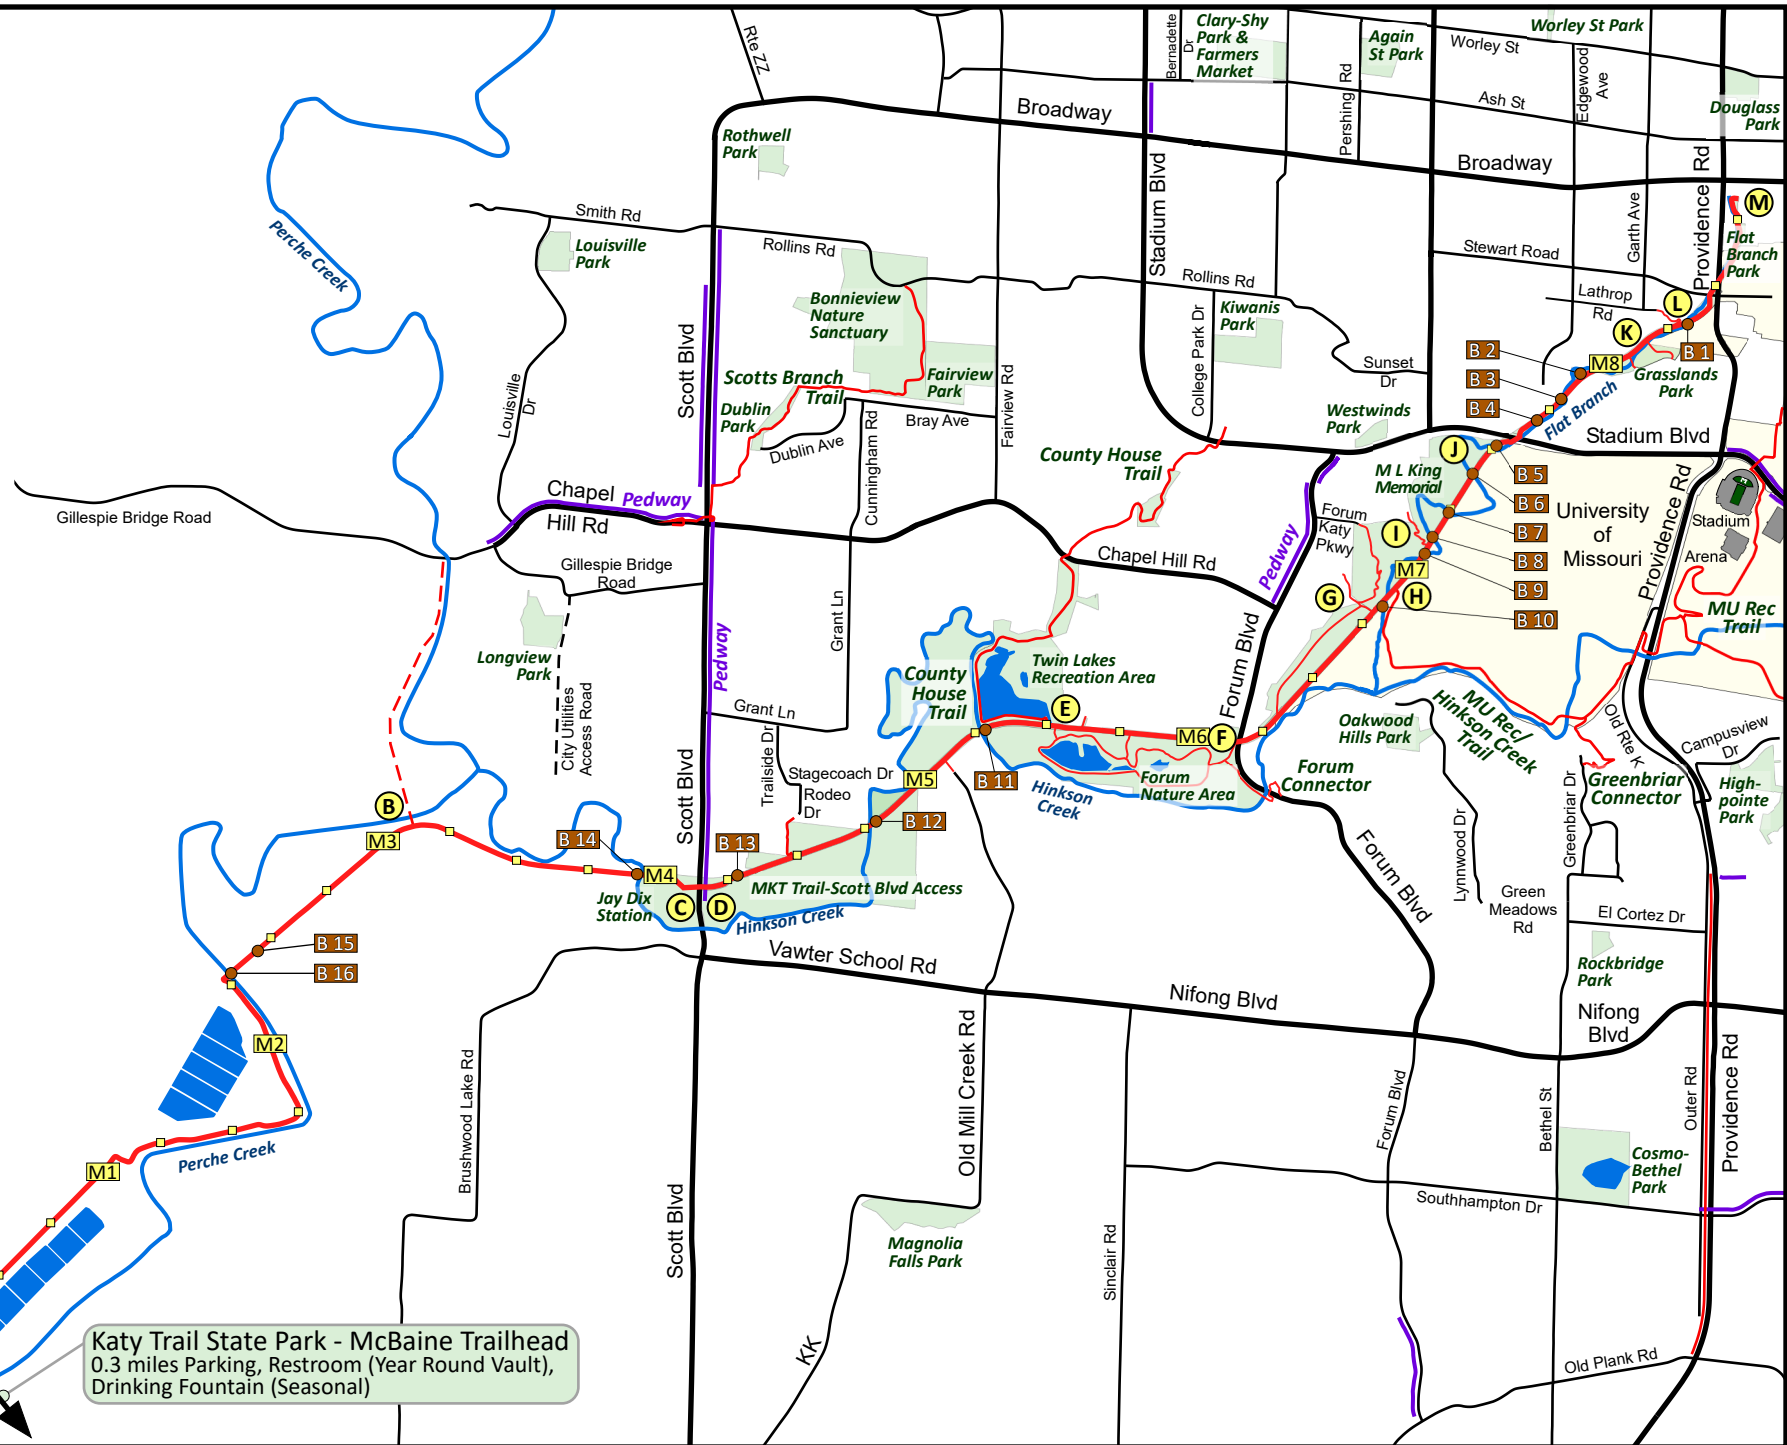 Rte ZZ
Bernadette
Dr
Clary-Shy
Park &
Farmers
Market
Again
St Park
Pershing Rd
Worley St
Worley St Park
Edgewood
Ave
Ash St
Douglass
Park
Broadway
Broadway
Rothwell
Park
Stadium Blvd
Providence Rd
Garth Ave
M
Flat
Branch
Park
Smith Rd
Louisville
Park
Rollins Rd
Rollins Rd
Stewart Road
Perche Creek
Bonnieview
Nature
Sanctuary
College Park Dr
Kiwanis
Park
Lathrop
Rd
L
K
B 1
B 2
M8
B 3
B 4
Grasslands
Park
Flat Branch
Scott Blvd
Louisville
Dr
Scotts Branch
Trail
Fairview
Park
Fairview Rd
Sunset
Dr
Dublin
Park
Dublin Ave
Bray Ave
Cunningham Rd
Westwinds
Park
Stadium Blvd
County House
Trail
J
M L King
Memorial
B 5
B 6
B 7
B 8
B 9
B 10
University
of
Missouri
Providence Rd
Stadium
Arena
Gillespie Bridge Road
Chapel
Hill Rd
Pedway
Forum
Katy
Pkwy
I
M7
G
H
Chapel Hill Rd
Pedway
Gillespie Bridge
Road
Grant Ln
MU Rec
Trail
Longview
Park
City Utilities
Access Road
Pedway
County
House
Trail
Twin Lakes
Recreation Area
Forum Blvd
E
M6
F
Grant Ln
Trailside Dr
Stagecoach Dr
Rodeo
Dr
M5
B 11
Hinkson
Creek
Forum
Nature Area
Forum
Connector
Oakwood
Hills Park
MU Rec/
Hinkson Creek
Trail
Old Rte K
Campusview
Dr
Greenbriar
Connector
High-
pointe
Park
Scott Blvd
B
M3
B 14
B 13
B 12
M4
C
D
Jay Dix
Station
MKT Trail-Scott Blvd Access
Hinkson Creek
Forum Blvd
Lynnwood Dr
Greenbriar Dr
Green
Meadows
Rd
El Cortez Dr
B 15
B 16
Vawter School Rd
Nifong Blvd
Rockbridge
Park
Nifong
Blvd
M2
Brushwood Lake Rd
Old Mill Creek Rd
Forum Blvd
Bethel St
Outer Rd
Providence Rd
M1
Perche Creek
Cosmo-
Bethel
Park
Southhampton Dr
Scott Blvd
Magnolia
Falls Park
Sinclair Rd
KK
Old Plank Rd
Katy Trail State Park - McBaine Trailhead
0.3 miles Parking, Restroom (Year Round Vault),
Drinking Fountain (Seasonal)